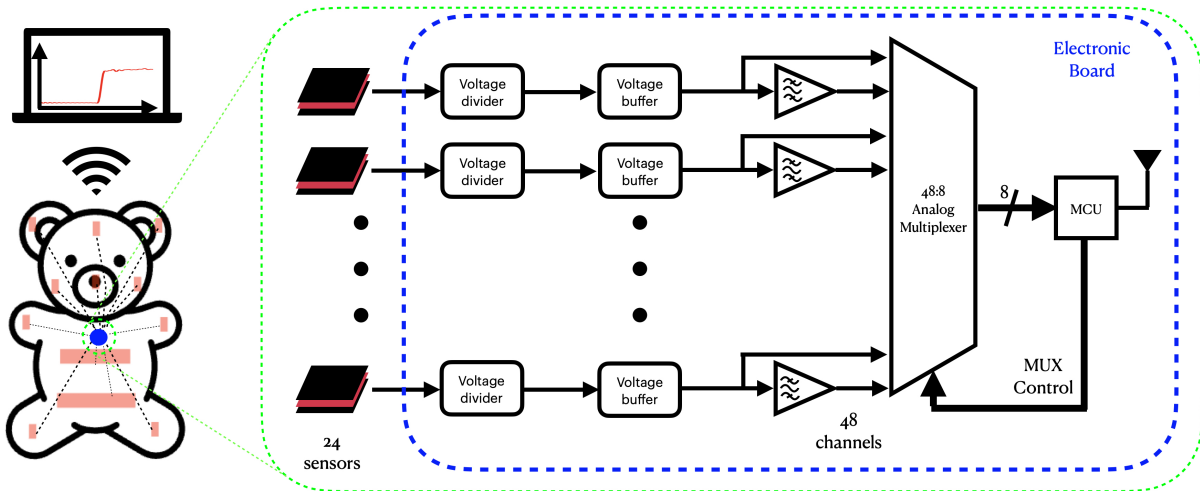 Electronic
Board
Voltage
divider
Voltage
buffer
Voltage
divider
Voltage
buffer
48:8
Analog
Multiplexer
8
MCU
MUX
Control
Voltage
divider
Voltage
buffer
24
sensors
48
channels